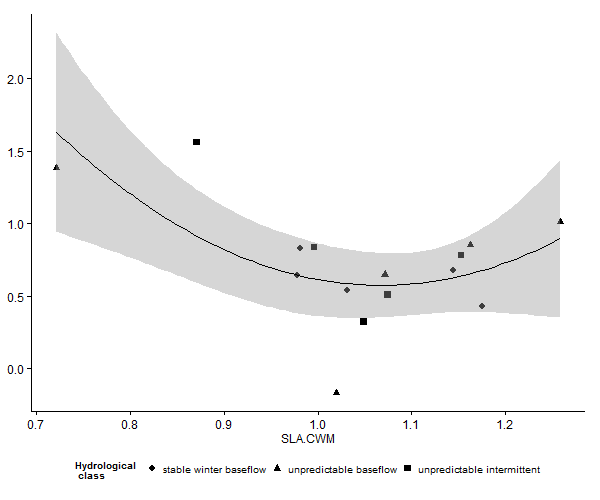 2.0
1.5
1.0
0.5
0.0
0.7 0.8 0.9 1.0 1.1 1.2
SLA.CWM
Hydrological
class
stable winter baseflow unpredictable baseflow unpredictable intermittent